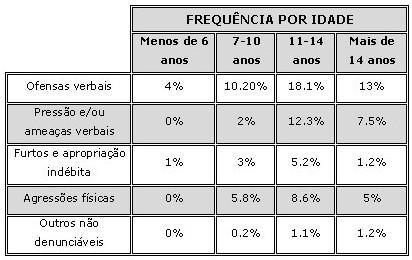 FREQUÊNCIA POR IDADE
Menos de 6 anos 7-10 anos 11-14 anos Mais de 14 anos
Ofensas verbais 4% 10.20% 18.1% 13%
Pressão e/ou ameaças verbais 0% 2% 12.3% 7.5%
Furtos e apropriação indébita 1% 3% 5.2% 1.2%
Agressões físicas 0% 5.8% 8.6% 5%
Outros não denunciáveis 0% 0.2% 1.1% 1.2%